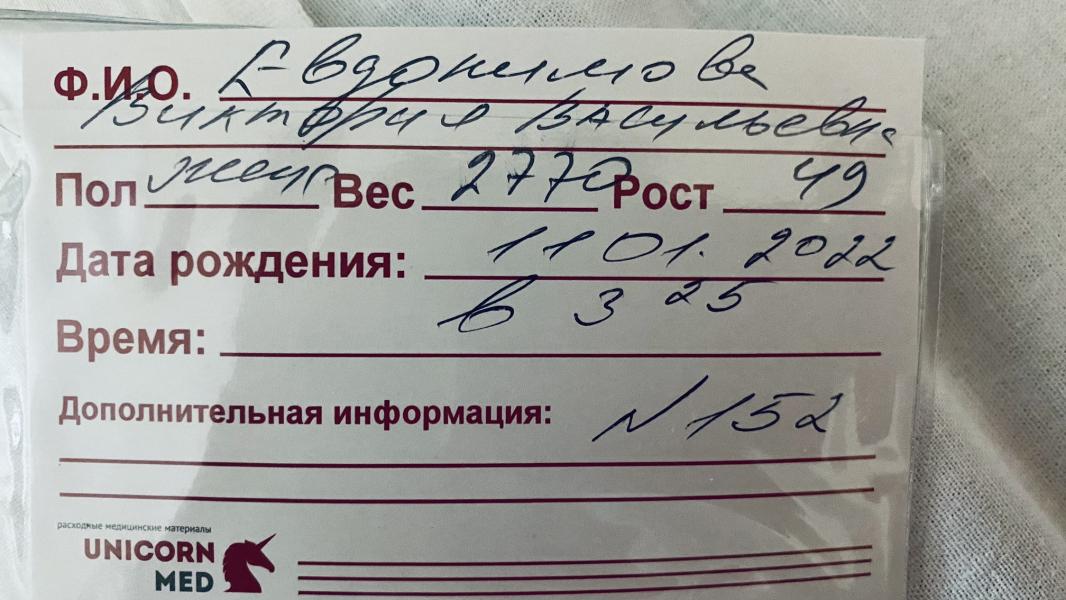 Ф.И.О. Евдокимова
Виктория Васильевна
Пол жен Вес 2770 Рост 49
Дата рождения: 11 01. 2022
Время: в 3 25
Дополнительная информация: N 152
расходные медицинские материалы
UNICORN
MED